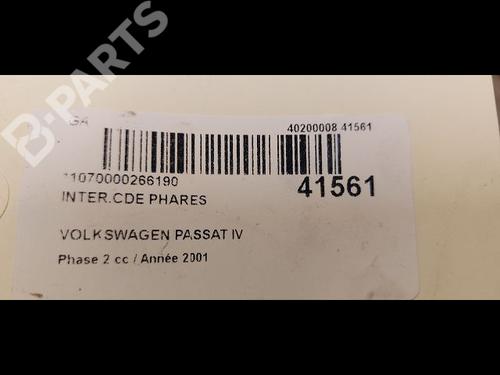 B-PARTS
GA
40200008 41561
11070000266190
41561
INTER.CDE PHARES
VOLKSWAGEN PASSAT IV
Phase 2 cc / Année 2001